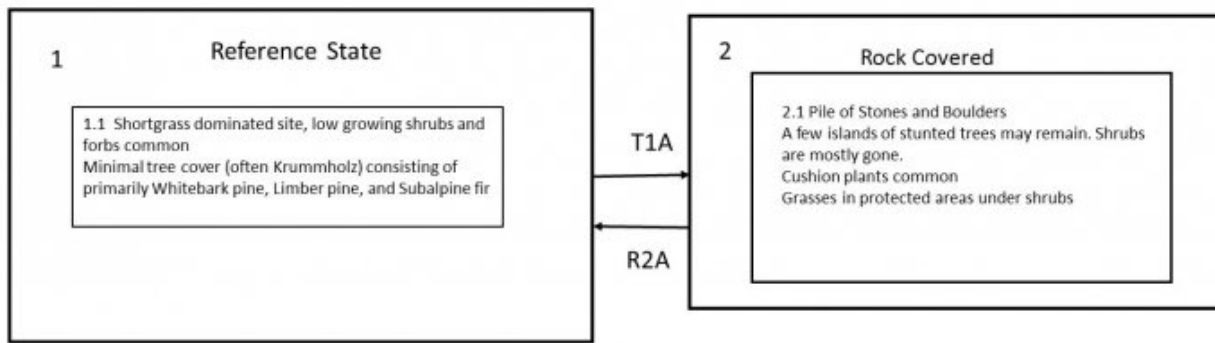 1
Reference State
1.1 Shortgrass dominated site, low growing shrubs and
forbs common
Minimal tree cover (often Krummholz) consisting of
primarily Whitebark pine, Limber pine, and Subalpine fir
T1A
R2A
2
Rock Covered
2.1 Pile of Stones and Boulders
A few islands of stunted trees may remain. Shrubs
are mostly gone.
Cushion plants common
Grasses in protected areas under shrubs